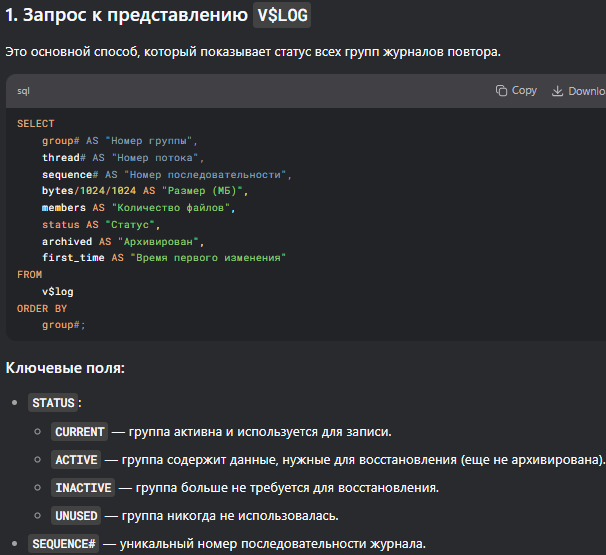 1. Запрос к представлению V$LOG
Это основной способ, который показывает статус всех групп журналов повтора.
sql
Copy
Downlo
SELECT
group# AS "Номер группы",
thread# AS "Номер потока",
sequence# AS "Номер последовательности",
bytes/1024/1024 AS "Размер (МБ)",
members AS "Количество файлов",
status AS "Статус",
archived AS "Архивирован",
first_time AS "Время первого изменения"
FROM
v$log
ORDER BY
group#;
Ключевые поля:
STATUS:
CURRENT — группа активна и используется для записи.
ACTIVE — группа содержит данные, нужные для восстановления (еще не архивирована).
INACTIVE — группа больше не требуется для восстановления.
UNUSED — группа никогда не использовалась.
SEQUENCE# — уникальный номер последовательности журнала.